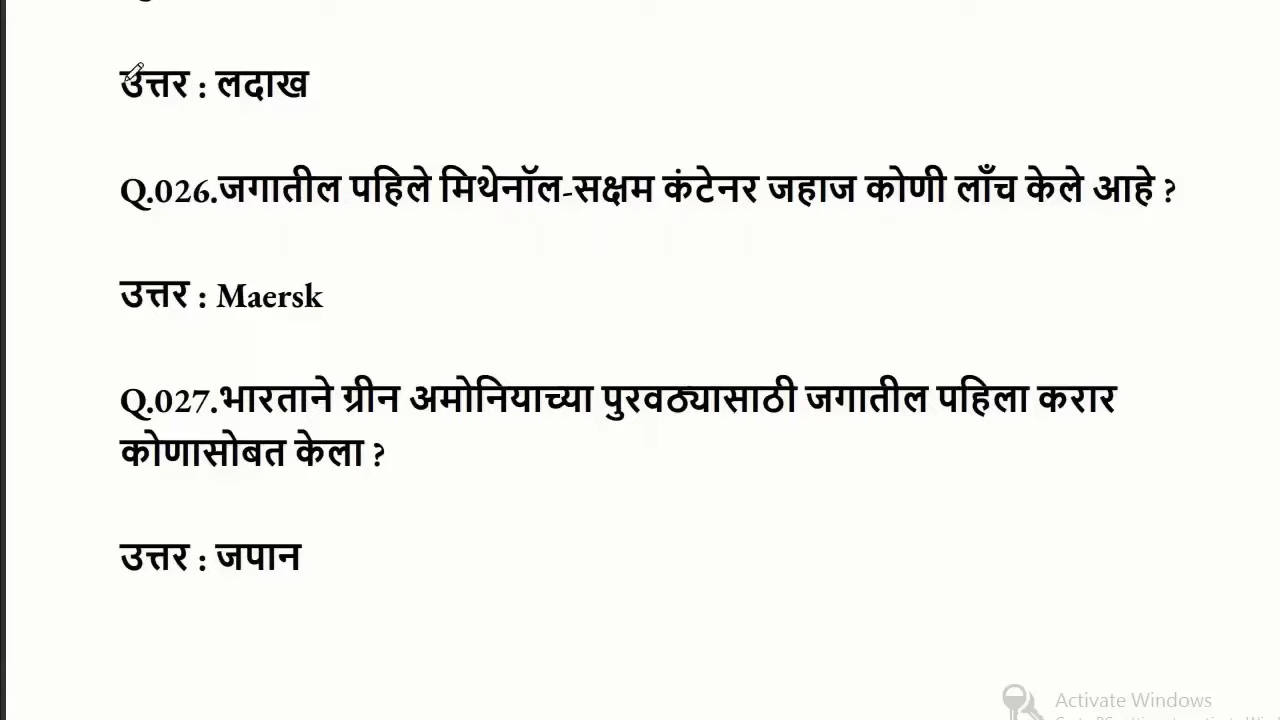 उत्तर : लदाख
Q.026.जगातील पहिले मिथेनॉल-सक्षम कंटेनर जहाज कोणी लाँच केले आहे ?
उत्तर : Maersk
Q.027.भारताने ग्रीन अमोनियाच्या पुरवठ्यासाठी जगातील पहिला करार
कोणासोबत केला ?
उत्तर : जपान
Activate Windows